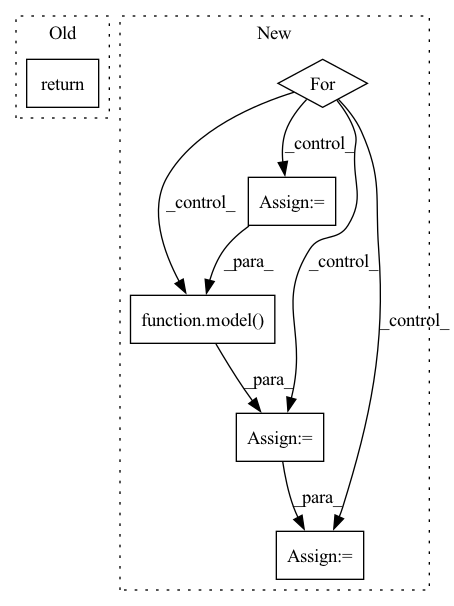 Old
New
return
For
_control_
Assign:=
_control_
_para_
_control_
function.model()
_control_
_para_
Assign:=
_para_
Assign:=